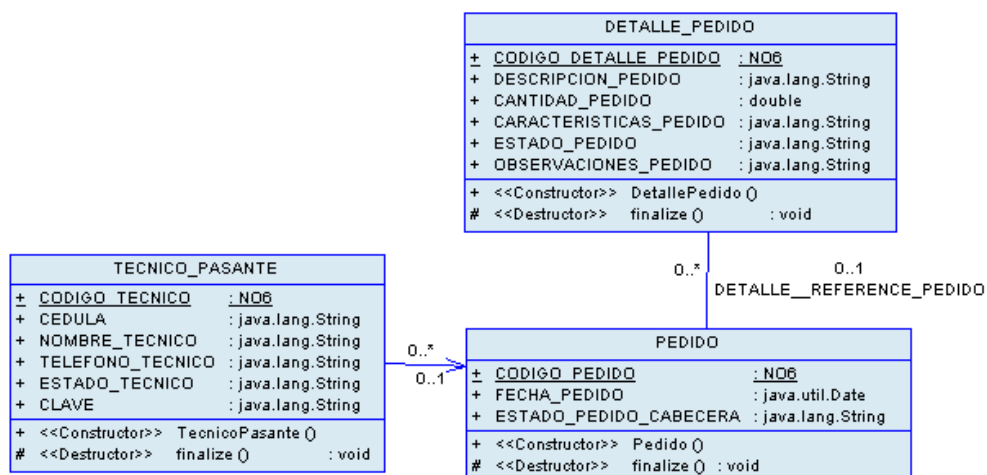 DETALLE_PEDIDO
+ CODIGO_DETALLE_PEDIDO : NO6
+ DESCRIPCION_PEDIDO : java.lang.String
+ CANTIDAD_PEDIDO : double
+ CARACTERISTICAS_PEDIDO : java.lang.String
+ ESTADO_PEDIDO : java.lang.String
+ OBSERVACIONES_PEDIDO : java.lang.String
+ <<Constructor>> DetallePedido ()
# <<Destructor>> finalize () : void
0..* 0..1
DETALLE__REFERENCE_PEDIDO
TECNICO_PASANTE
+ CODIGO_TECNICO : NO6
+ CEDULA : java.lang.String
+ NOMBRE_TECNICO : java.lang.String
+ TELEFONO_TECNICO : java.lang.String
+ ESTADO_TECNICO : java.lang.String
+ CLAVE : java.lang.String
+ <<Constructor>> TecnicoPasante ()
# <<Destructor>> finalize () : void
0..*
0..1
PEDIDO
+ CODIGO_PEDIDO : NO6
+ FECHA_PEDIDO : java.util.Date
+ ESTADO_PEDIDO_CABECERA : java.lang.String
+ <<Constructor>> Pedido ()
# <<Destructor>> finalize () : void